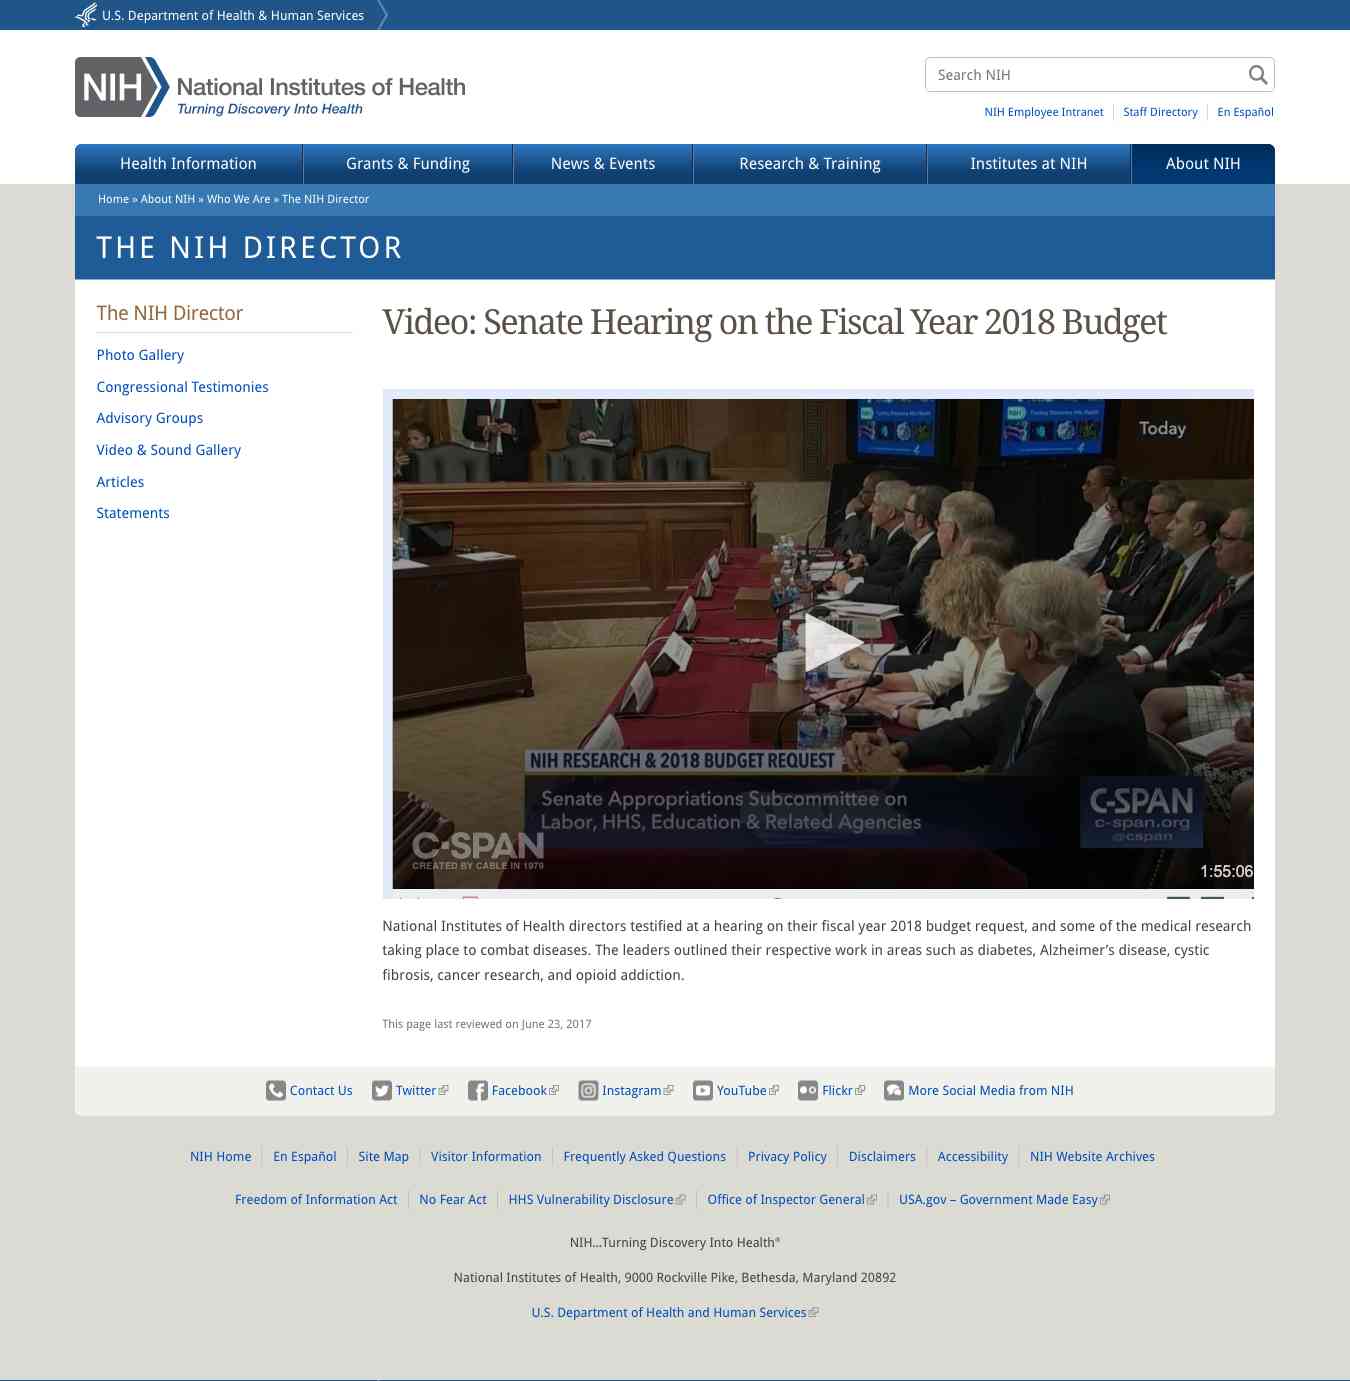 U.S. Department of Health & Human Services
NIH National Institutes of Health
Turning Discovery Into Health
Search NIH
NIH Employee Intranet Staff Directory En Español
Health Information Grants & Funding News & Events Research & Training Institutes at NIH About NIH
Home » About NIH » Who We Are » The NIH Director
THE NIH DIRECTOR
The NIH Director
Photo Gallery
Congressional Testimonies
Advisory Groups
Video & Sound Gallery
Articles
Statements
Video: Senate Hearing on the Fiscal Year 2018 Budget
Today
NIH RESEARCH & 2018 BUDGET REQUEST
Senate Appropriations Subcommittee on
Labor, HHS, Education & Related Agencies
C-SPAN
c-span.org
@cspan
C-SPAN
CREATED BY CABLE IN 1979
1:55:06
National Institutes of Health directors testified at a hearing on their fiscal year 2018 budget request, and some of the medical research
taking place to combat diseases. The leaders outlined their respective work in areas such as diabetes, Alzheimer’s disease, cystic
fibrosis, cancer research, and opioid addiction.
This page last reviewed on June 23, 2017
Contact Us Twitter Facebook Instagram YouTube Flickr More Social Media from NIH
NIH Home En Español Site Map Visitor Information Frequently Asked Questions Privacy Policy Disclaimers Accessibility NIH Website Archives
Freedom of Information Act No Fear Act HHS Vulnerability Disclosure Office of Inspector General USA.gov – Government Made Easy
NIH…Turning Discovery Into Health®
National Institutes of Health, 9000 Rockville Pike, Bethesda, Maryland 20892
U.S. Department of Health and Human Services